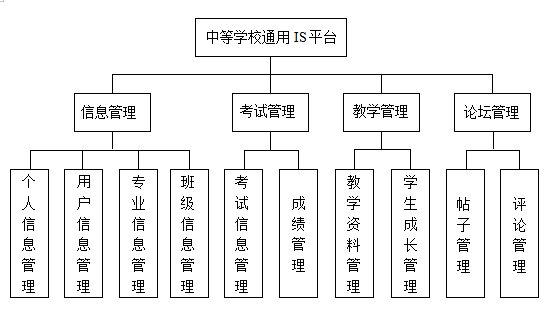 中等学校通用IS平台
信息管理
考试管理
教学管理
论坛管理
个人信息管理
用户信息管理
专业信息管理
班级信息管理
考试信息管理
成绩管理
教学资料管理
学生成长管理
帖子管理
评论管理